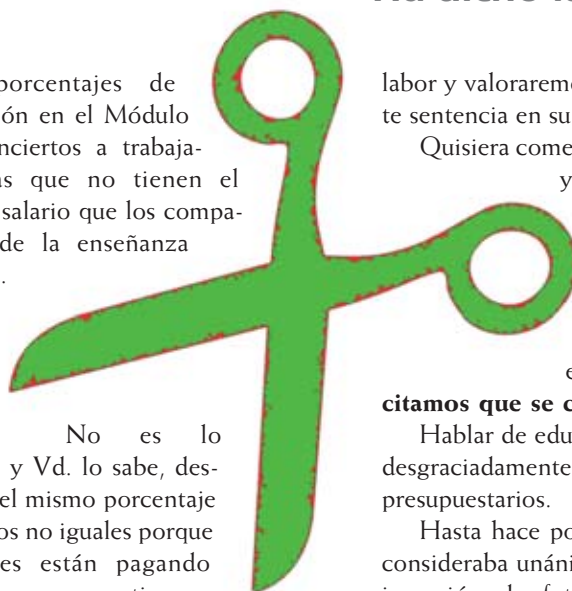 porcentajes de
ón en el Módulo
nciertos a trabaja-
as que no tienen el
salario que los compa-
de la enseñanza
.
No es lo
y Vd. lo sabe, des-
el mismo porcentaje
os no iguales porque
es están pagando
labor y valoraremo
te sentencia en su
Quisiera come
y
e
citamos que se c
Hablar de edu
desgraciadamente
presupuestarios.
Hasta hace po
consideraba unáni